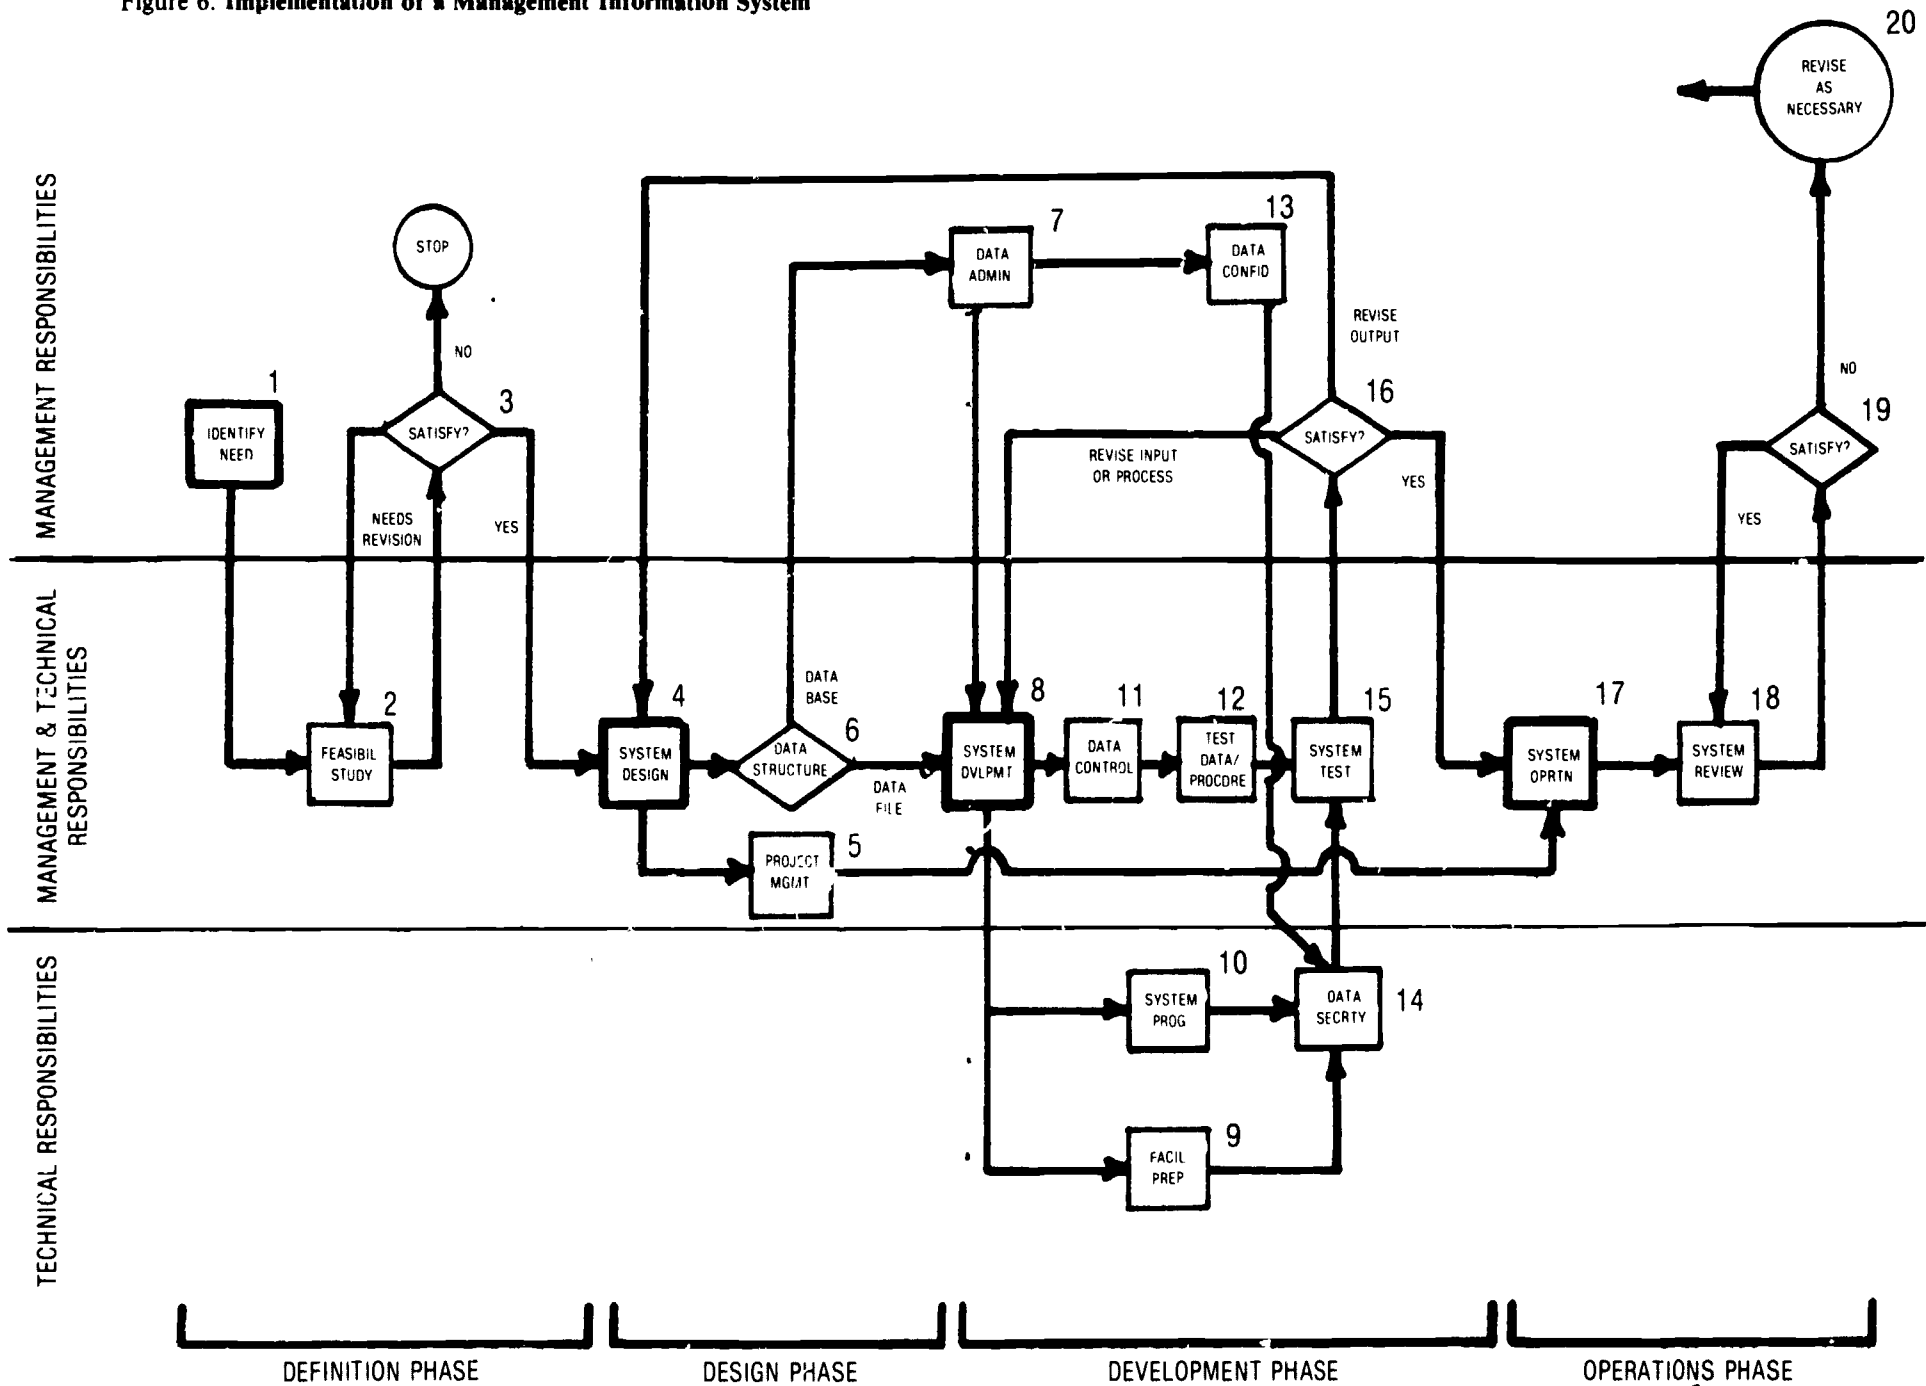 Figure 6. Implementation of a Management Information System
20
REVISE
AS
NECESSARY
MANAGEMENT RESPONSIBILITIES
STOP
NO
1
IDENTIFY
NEED
3
SATISFY?
NEEDS
REVISION
YES
7
DATA
ADMIN
13
DATA
CONFID
REVISE
OUTPUT
16
SATISFY?
REVISE INPUT
OR PROCESS
YES
NO
19
SATISFY?
YES
MANAGEMENT & TECHNICAL
RESPONSIBILITIES
2
FEASIBIL
STUDY
4
SYSTEM
DESIGN
DATA
BASE
6
DATA
STRUCTURE
DATA
FILE
5
PROJECT
MGMT
8
SYSTEM
DVLPMT
11
DATA
CONTROL
12
TEST
DATA/
PROCDRE
15
SYSTEM
TEST
17
SYSTEM
OPRTN
18
SYSTEM
REVIEW
TECHNICAL RESPONSIBILITIES
10
SYSTEM
PROG
14
DATA
SECRTY
9
FACIL
PREP
DEFINITION PHASE
DESIGN PHASE
DEVELOPMENT PHASE
OPERATIONS PHASE